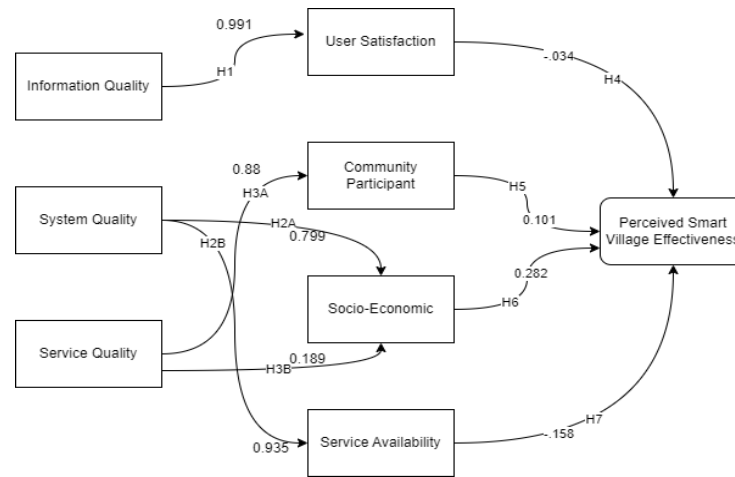 0.991
User Satisfaction
H1
-.034
Information Quality
H4
0.88
Community
Participant
H3A
H5
0.101
System Quality
H2A
0.799
H2B
Perceived Smart
Village Effectiveness
0.282
Socio-Economic
H6
Service Quality
0.189
H3B
H7
-.158
0.935
Service Availability